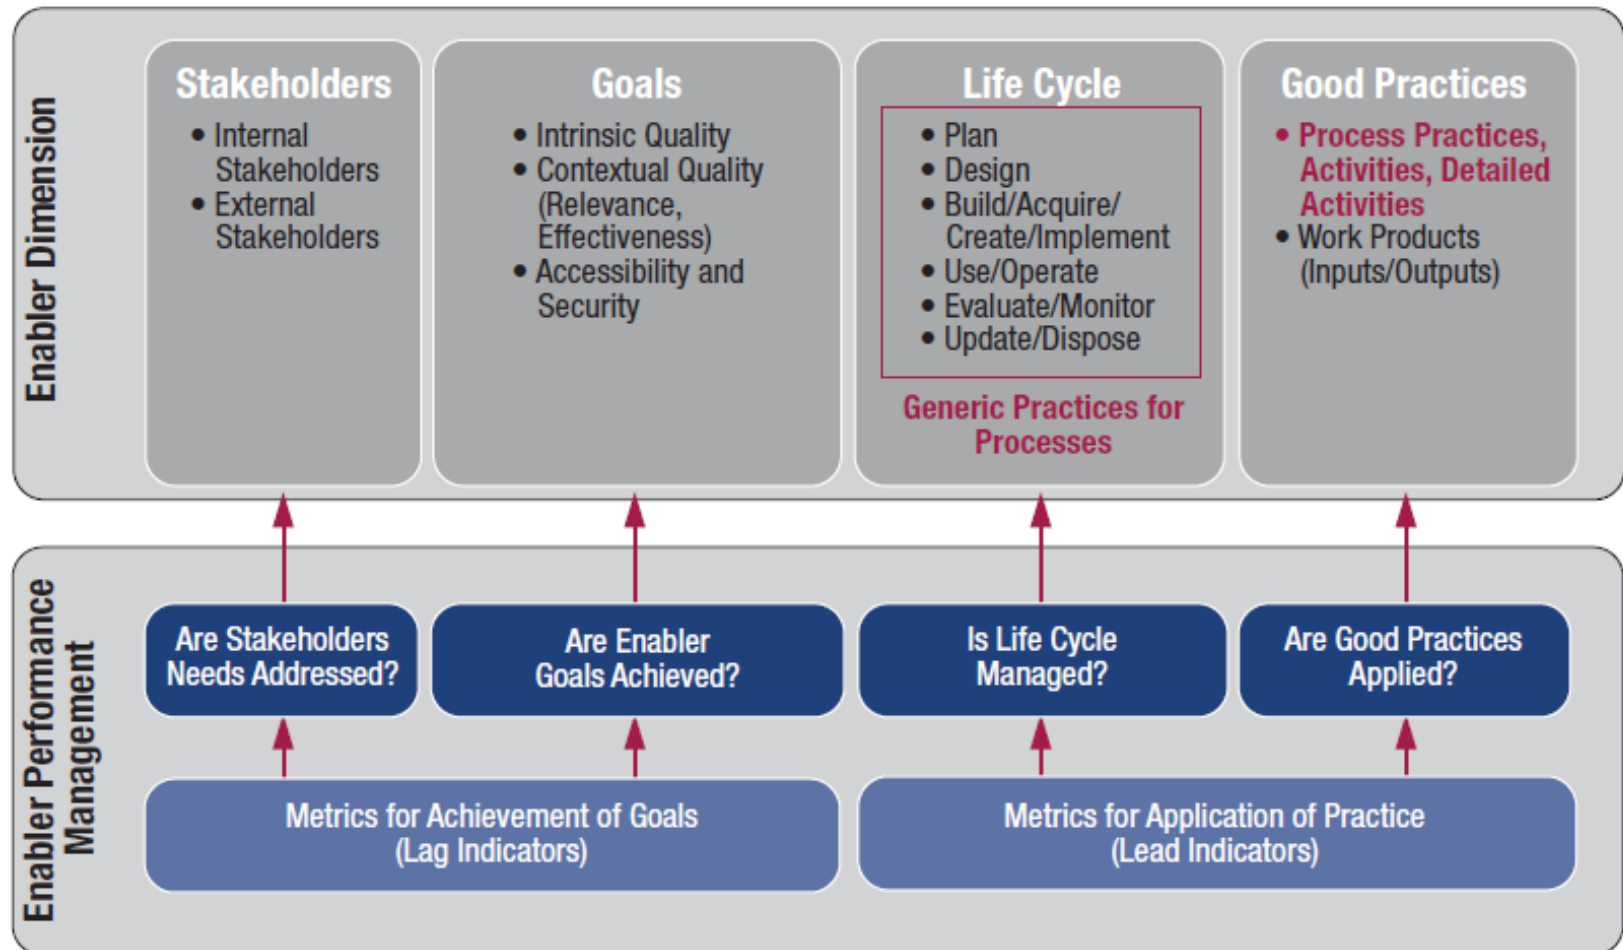 Enabler Dimension
Stakeholders
• Internal
Stakeholders
• External
Stakeholders
Goals
• Intrinsic Quality
• Contextual Quality
(Relevance,
Effectiveness)
• Accessibility and
Security
Life Cycle
• Plan
• Design
• Build/Acquire/
Create/Implement
• Use/Operate
• Evaluate/Monitor
• Update/Dispose
Generic Practices for
Processes
Good Practices
• Process Practices,
Activities, Detailed
Activities
• Work Products
(Inputs/Outputs)
Enabler Performance
Management
Are Stakeholders
Needs Addressed?
Are Enabler
Goals Achieved?
Is Life Cycle
Managed?
Are Good Practices
Applied?
Metrics for Achievement of Goals
(Lag Indicators)
Metrics for Application of Practice
(Lead Indicators)